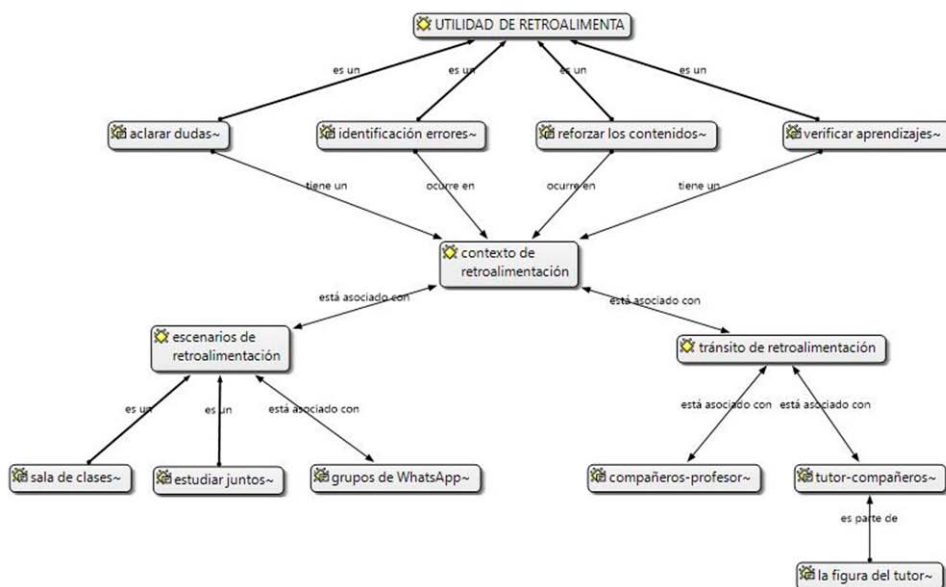 UTILIDAD DE RETROALIMENTA
es un
es un
es un
es un
aclarar dudas~
identificación errores~
reforzar los contenidos~
verificar aprendizajes~
tiene un
ocurre en
ocurre en
tiene un
contexto de
retroalimentación
está asociado con
está asociado con
escenarios de
retroalimentación
tránsito de retroalimentación
es un
es un
está asociado con
está asociado con
está asociado con
sala de clases~
estudiar juntos~
grupos de WhatsApp~
compañeros-profesor~
tutor-compañeros~
es parte de
la figura del tutor~